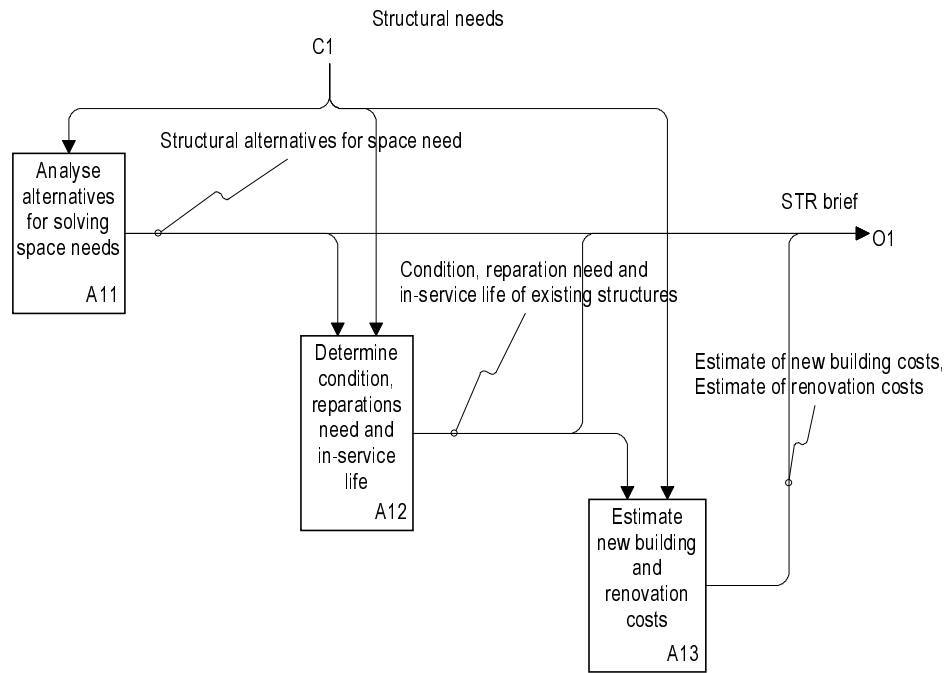 Structural needs
C1
Structural alternatives for space need
Analyse
alternatives
for solving
space needs
A11
STR brief
O1
Condition, reparation need and
in-service life of existing structures
Determine
condition,
reparations
need and
in-service
life
A12
Estimate of new building costs,
Estimate of renovation costs
Estimate
new building
and
renovation
costs
A13